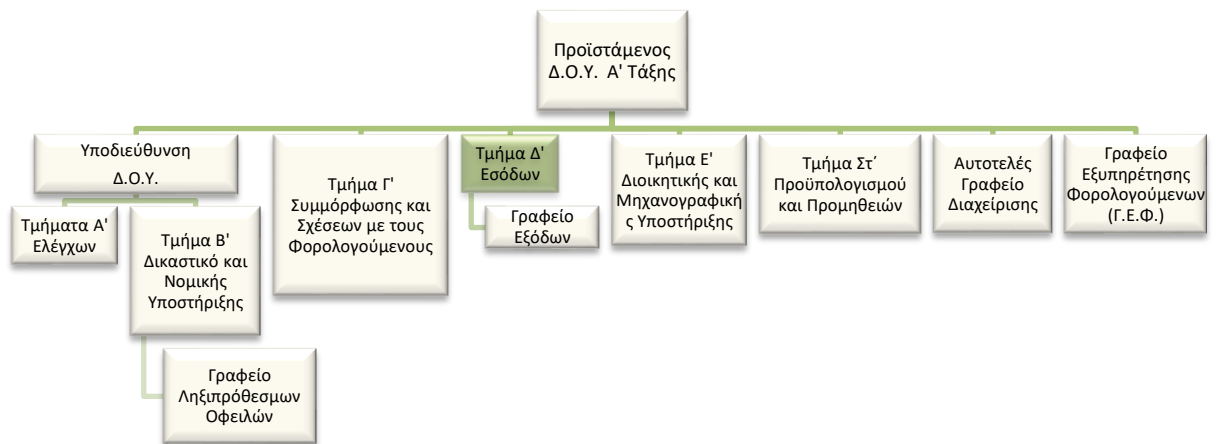 Προϊστάμενος
Δ.Ο.Υ. Α' Τάξης
Υποδιεύθυνση
Δ.Ο.Υ.
Τμήματα Α'
Ελέγχων
Τμήμα Β'
Δικαστικό και
Νομικής
Υποστήριξης
Γραφείο
Ληξιπρόθεσμων
Οφειλών
Τμήμα Γ'
Συμμόρφωσης και
Σχέσεων με τους
Φορολογούμενους
Τμήμα Δ'
Εσόδων
Γραφείο
Εξόδων
Τμήμα Ε'
Διοικητικής και
Μηχανογραφική
ς Υποστήριξης
Τμήμα Στ΄
Προϋπολογισμού
και Προμηθειών
Αυτοτελές
Γραφείο
Διαχείρισης
Γραφείο
Εξυπηρέτησης
Φορολογούμενων
(Γ.Ε.Φ.)